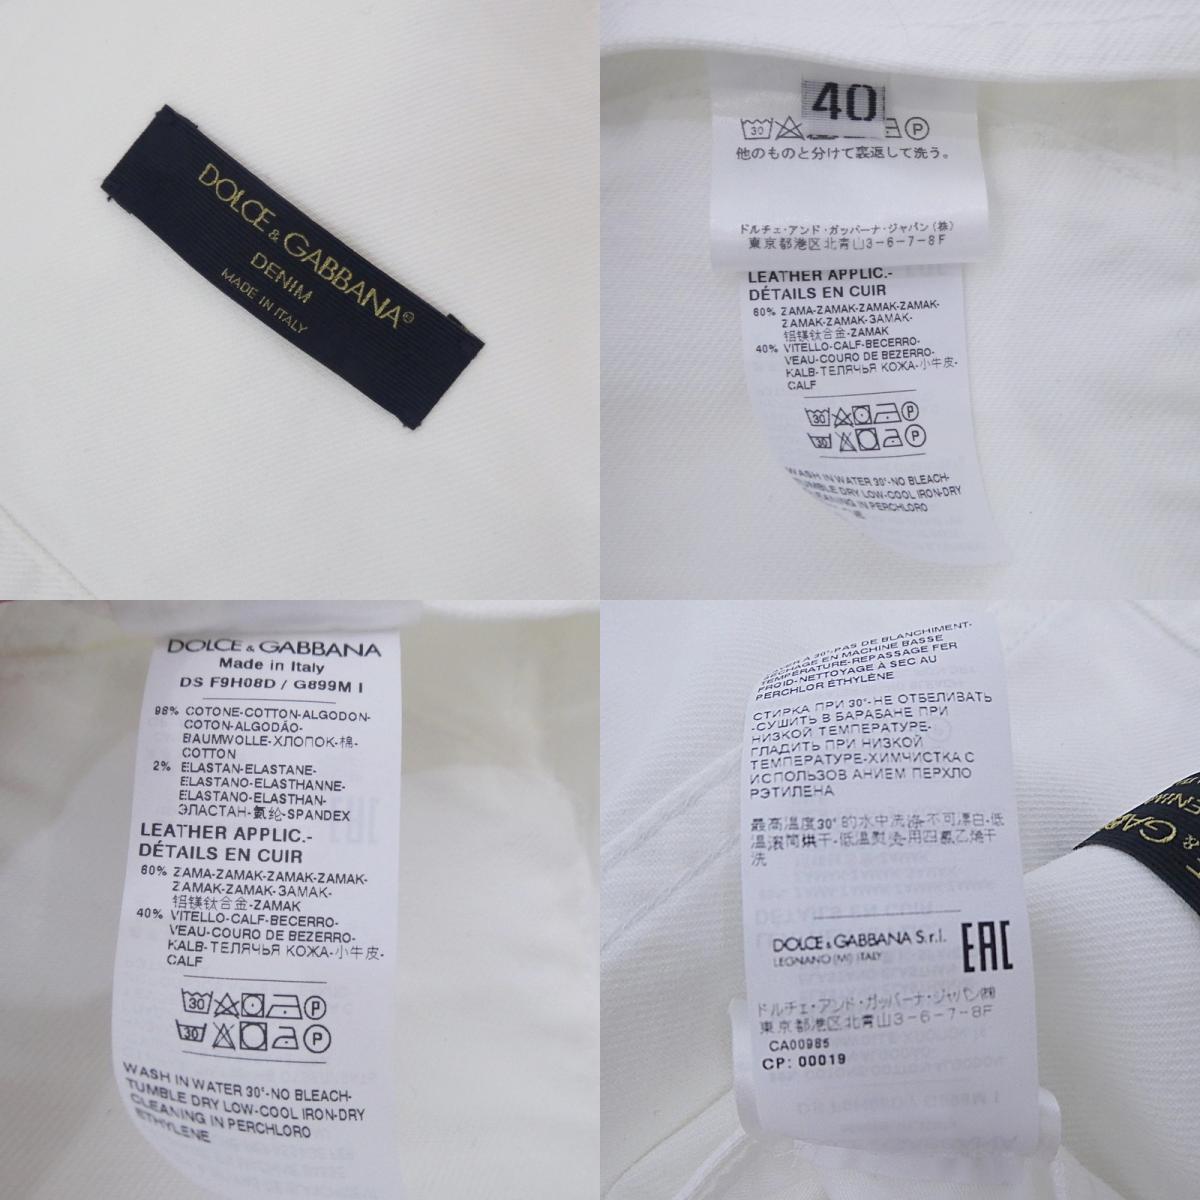 DOLCE & GABBANA®
DENIM
MADE IN ITALY
40
30 P
他のものと分けて裏返して洗う。
ドルチェ・アンド・ガッバーナ・ジャパン(株)
東京都港区北青山3-6-7-8F
LEATHER APPLIC.-
DÉTAILS EN CUIR
60% ZAMA-ZAMAK-ZAMAK-ZAMAK-
ZAMAK-ZAMAK-ЗАМАК-
铝镁钛合金-ZAMAK
40% VITELLO-CALF-BECERRO-
VEAU-COURO DE BEZERRO-
KALB-ТЕЛЯЧЬЯ КОЖА-小牛皮-
CALF
30 P
30 P
WASH IN WATER 30°-NO BLEACH-
TUMBLE DRY LOW-COOL IRON-DRY
CLEANING IN PERCHLORO
DOLCE & GABBANA
Made in Italy
DS F9H08D / G899M I
98% COTONE-COTTON-ALGODON-
COTON-ALGODÃO-
BAUMWOLLE-ХЛОПОК-棉-
COTTON
2% ELASTAN-ELASTANE-
ELASTANO-ELASTHANNE-
ELASTANO-ELASTHAN-
ЭЛАСТАН-氨纶-SPANDEX
LEATHER APPLIC.-
DÉTAILS EN CUIR
60% ZAMA-ZAMAK-ZAMAK-ZAMAK-
ZAMAK-ZAMAK-ЗАМАК-
铝镁钛合金-ZAMAK
40% VITELLO-CALF-BECERRO-
VEAU-COURO DE BEZERRO-
KALB-ТЕЛЯЧЬЯ КОЖА-小牛皮-
CALF
30 P
30 P
WASH IN WATER 30°-NO BLEACH-
TUMBLE DRY LOW-COOL IRON-DRY
CLEANING IN PERCHLORO
ETHYLENE
30°-PAS DE BLANCHIMENT-
SÉCHAGE EN MACHINE BASSE
TEMPÉRATURE-REPASSAGE FER
FROID-NETTOYAGE À SEC AU
PERCHLOR ÉTHYLÈNE
СТИРКА ПРИ 30°-НЕ ОТБЕЛИВАТЬ
-СУШИТЬ В БАРАБАНЕ ПРИ
НИЗКОЙ ТЕМПЕРАТУРЕ-
ГЛАДИТЬ ПРИ НИЗКОЙ
ТЕМПЕРАТУРЕ-ХИМЧИСТКА С
ИСПОЛЬЗОВ АНИЕМ ПЕРХЛО
РЭТИЛЕНА
最高温度30°的水中洗涤-不可漂白-低
温滚筒烘干-低温熨烫-用四氯乙烯干
洗
DOLCE & GABBANA S.r.l.
LEGNANO (MI) ITALY
EAC
ドルチェ・アンド・ガッバーナ・ジャパン㈱
東京都港区北青山3-6-7-8F
CA00985
CP: 00019